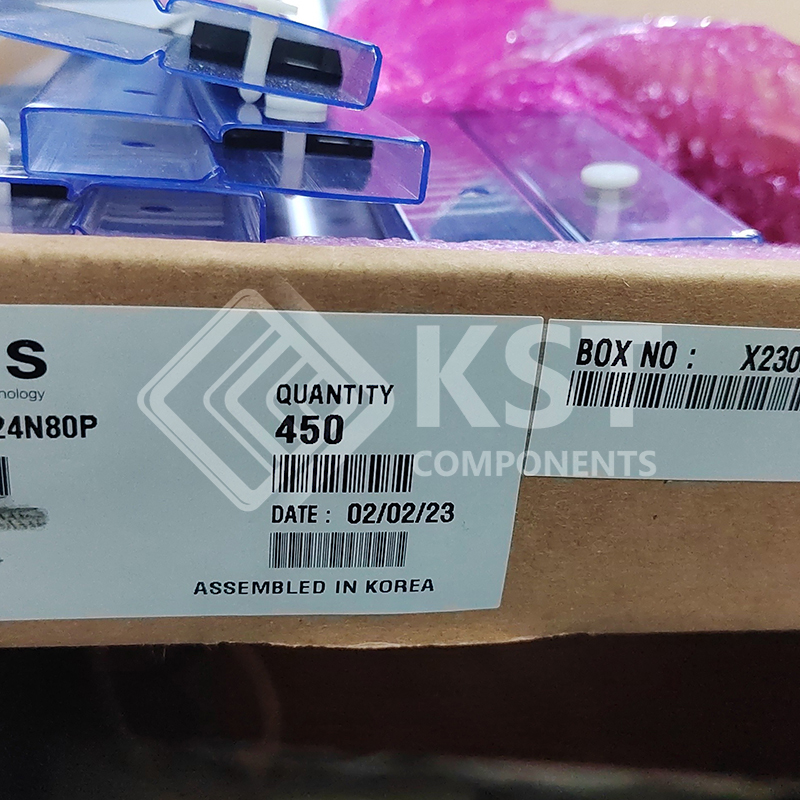 S
nology
24N80P
QUANTITY
450
DATE : 02/02/23
ASSEMBLED IN KOREA
BOX NO : X230
KST
COMPONENTS